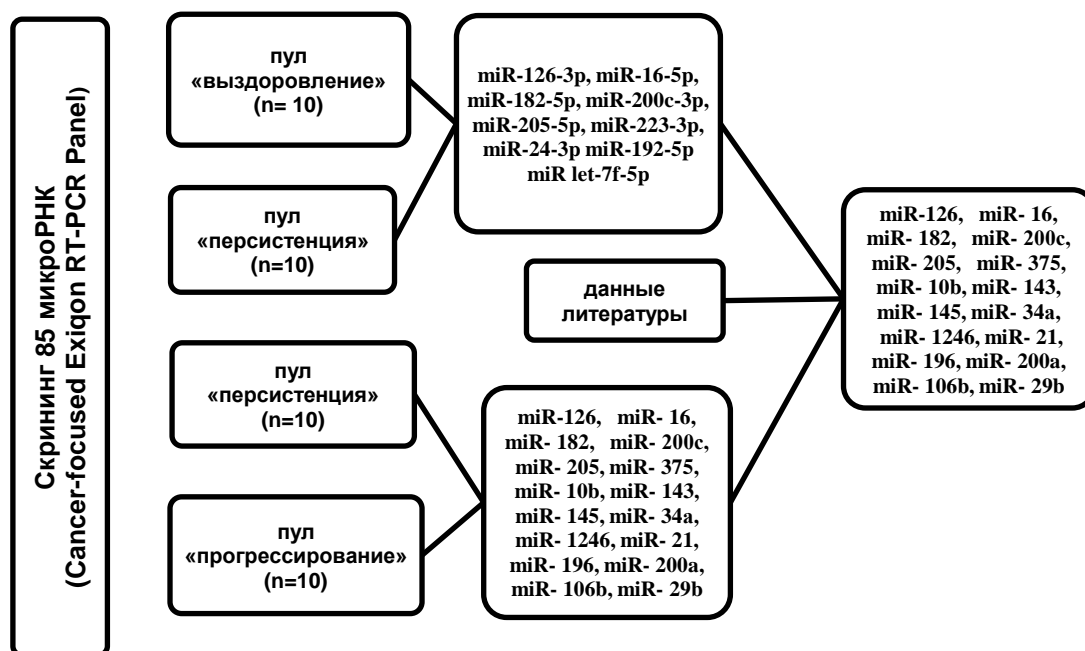 Скрининг 85 микроРНК
(Cancer-focused Exiqon RT-PCR Panel)
пул
«выздоровление»
(n= 10)
пул
«персистенция»
(n=10)
miR-126-3p, miR-16-5p,
miR-182-5p, miR-200c-3p,
miR-205-5p, miR-223-3p,
miR-24-3p miR-192-5p
miR let-7f-5p
данные
литературы
пул
«персистенция»
(n=10)
пул
«прогрессирование»
(n=10)
miR-126, miR- 16,
miR- 182, miR- 200c,
miR- 205, miR- 375,
miR- 10b, miR- 143,
miR- 145, miR- 34a,
miR- 1246, miR- 21,
miR- 196, miR- 200a,
miR- 106b, miR- 29b
miR-126, miR- 16,
miR- 182, miR- 200c,
miR- 205, miR- 375,
miR- 10b, miR- 143,
miR- 145, miR- 34a,
miR- 1246, miR- 21,
miR- 196, miR- 200a,
miR- 106b, miR- 29b